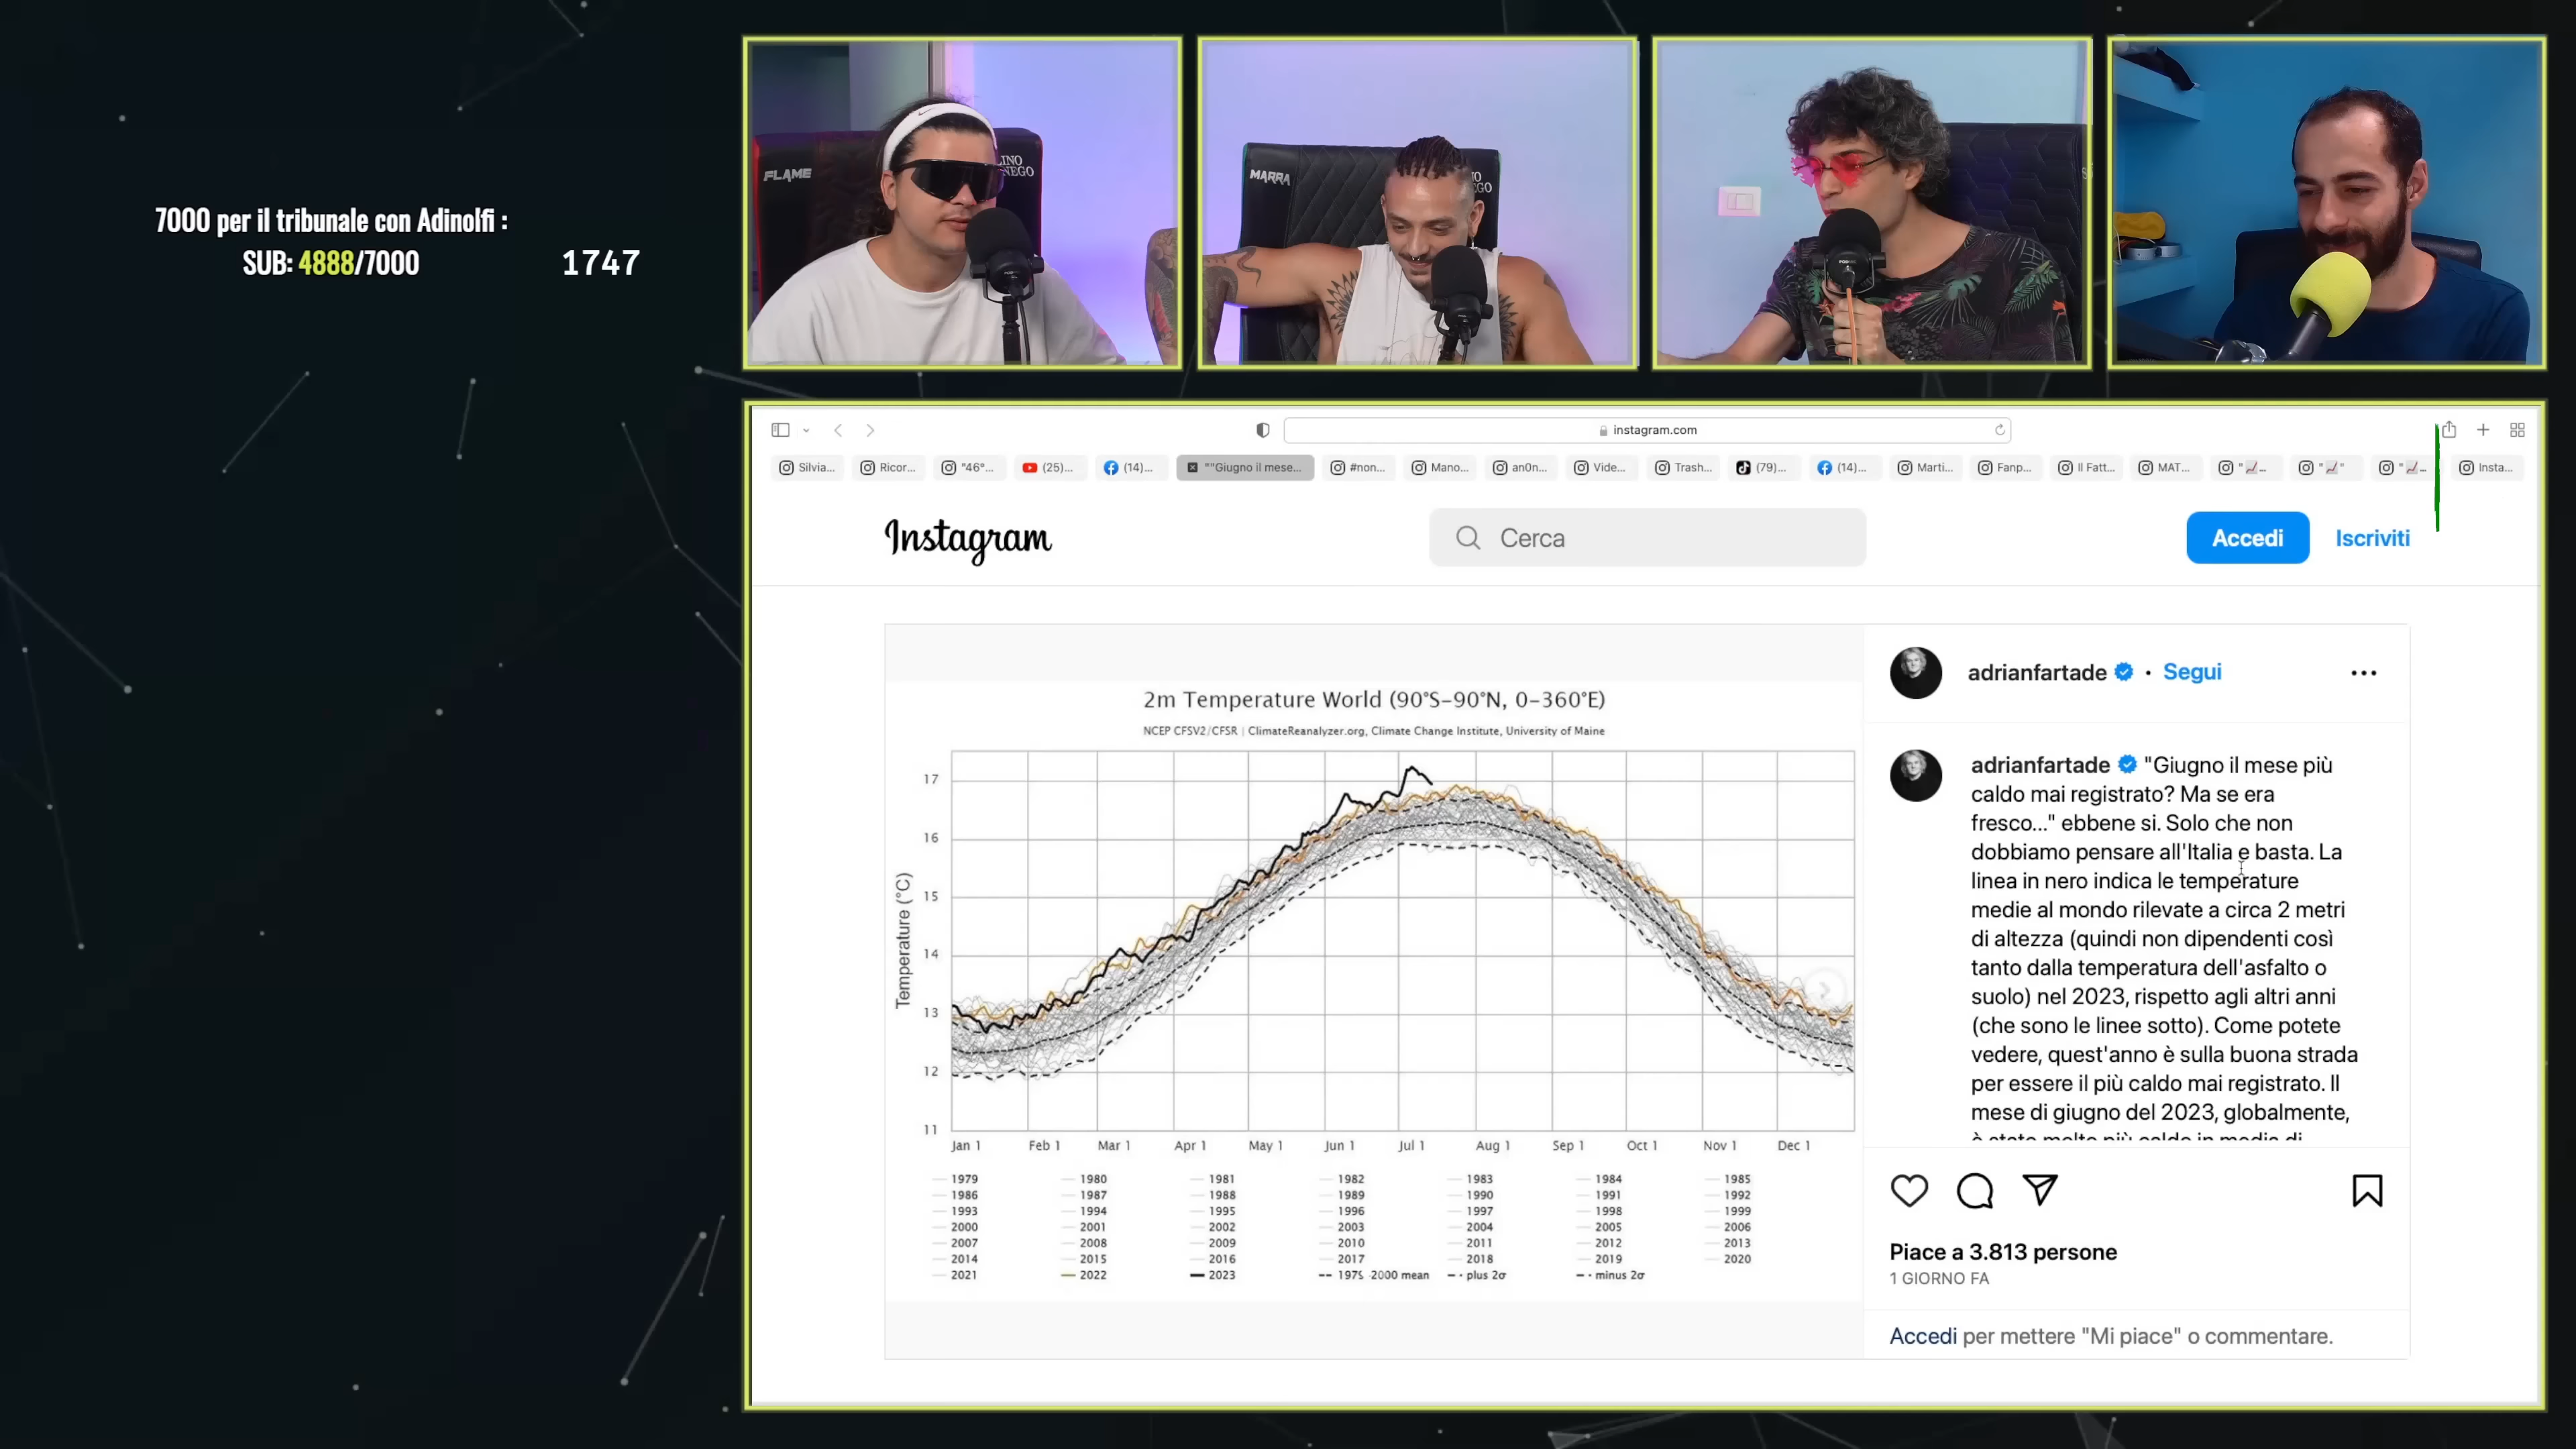 7000 per il tribunale con Adinolfi :
SUB: 4888/7000
1747
FLAME
LINO
NEGO
MARRA
instagram.com
Silvia...
Ricor...
"46°...
(25)...
(14)...
""Giugno il mese...
#non...
Mano...
an0n...
Vide...
Trash...
(79)...
(14)...
Marti...
Fanp...
Il Fatt...
MAT...
Insta...
Instagram
Cerca
Accedi
Iscriviti
2m Temperature World (90°S–90°N, 0–360°E)
NCEP CFSV2/CFSR | ClimateReanalyzer.org, Climate Change Institute, University of Maine
Temperature (°C)
17
16
15
14
13
12
11
Jan 1 Feb 1 Mar 1 Apr 1 May 1 Jun 1 Jul 1 Aug 1 Sep 1 Oct 1 Nov 1 Dec 1
1979 1980 1981 1982 1983 1984 1985
1986 1987 1988 1989 1990 1991 1992
1993 1994 1995 1996 1997 1998 1999
2000 2001 2002 2003 2004 2005 2006
2007 2008 2009 2010 2011 2012 2013
2014 2015 2016 2017 2018 2019 2020
2021 2022 2023 2000 mean plus 2σ minus 2σ
adrianfartade • Segui
adrianfartade "Giugno il mese più
caldo mai registrato? Ma se era
fresco..." ebbene si. Solo che non
dobbiamo pensare all'Italia e basta. La
linea in nero indica le temperature
medie al mondo rilevate a circa 2 metri
di altezza (quindi non dipendenti così
tanto dalla temperatura dell'asfalto o
suolo) nel 2023, rispetto agli altri anni
(che sono le linee sotto). Come potete
vedere, quest'anno è sulla buona strada
per essere il più caldo mai registrato. Il
mese di giugno del 2023, globalmente,
è stato molto più caldo in media di
Piace a 3.813 persone
1 GIORNO FA
Accedi per mettere "Mi piace" o commentare.